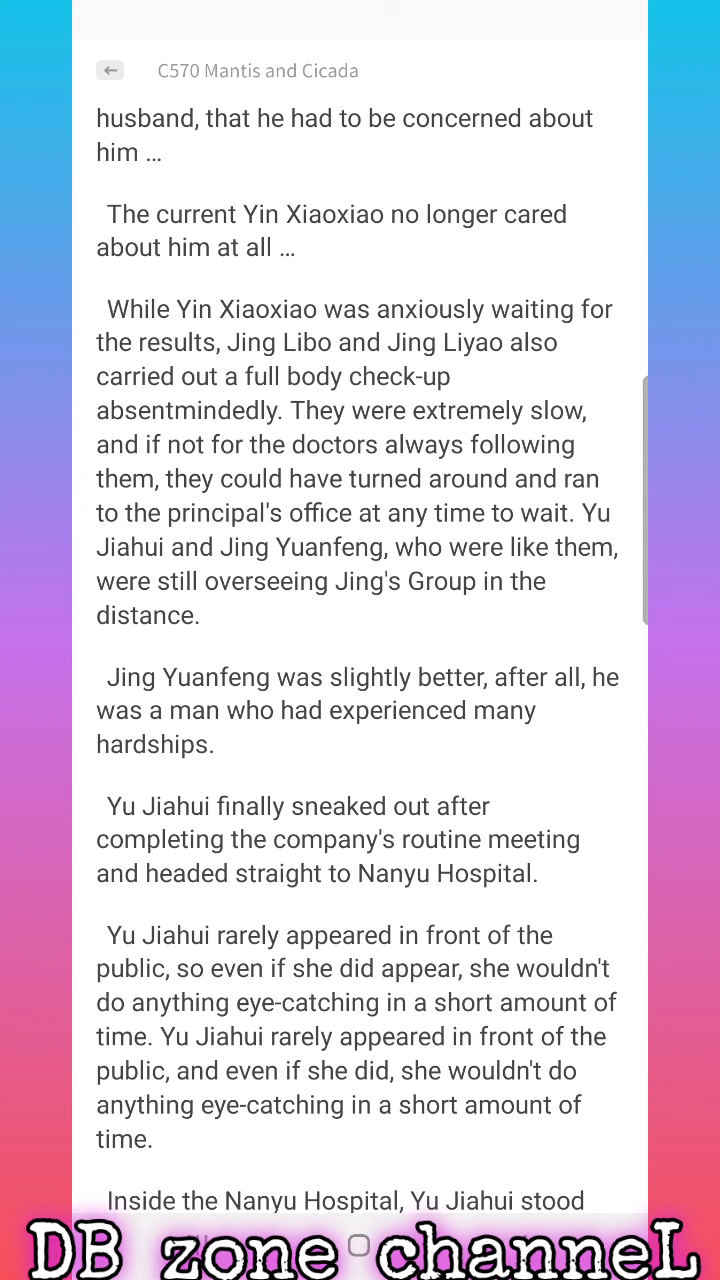 C570 Mantis and Cicada
husband, that he had to be concerned about
him ...
The current Yin Xiaoxiao no longer cared
about him at all ...
While Yin Xiaoxiao was anxiously waiting for
the results, Jing Libo and Jing Liyao also
carried out a full body check-up
absentmindedly. They were extremely slow,
and if not for the doctors always following
them, they could have turned around and ran
to the principal's office at any time to wait. Yu
Jiahui and Jing Yuanfeng, who were like them,
were still overseeing Jing's Group in the
distance.
Jing Yuanfeng was slightly better, after all, he
was a man who had experienced many
hardships.
Yu Jiahui finally sneaked out after
completing the company's routine meeting
and headed straight to Nanyu Hospital.
Yu Jiahui rarely appeared in front of the
public, so even if she did appear, she wouldn't
do anything eye-catching in a short amount of
time. Yu Jiahui rarely appeared in front of the
public, and even if she did, she wouldn't do
anything eye-catching in a short amount of
time.
Inside the Nanyu Hospital, Yu Jiahui stood
DB zone channeL